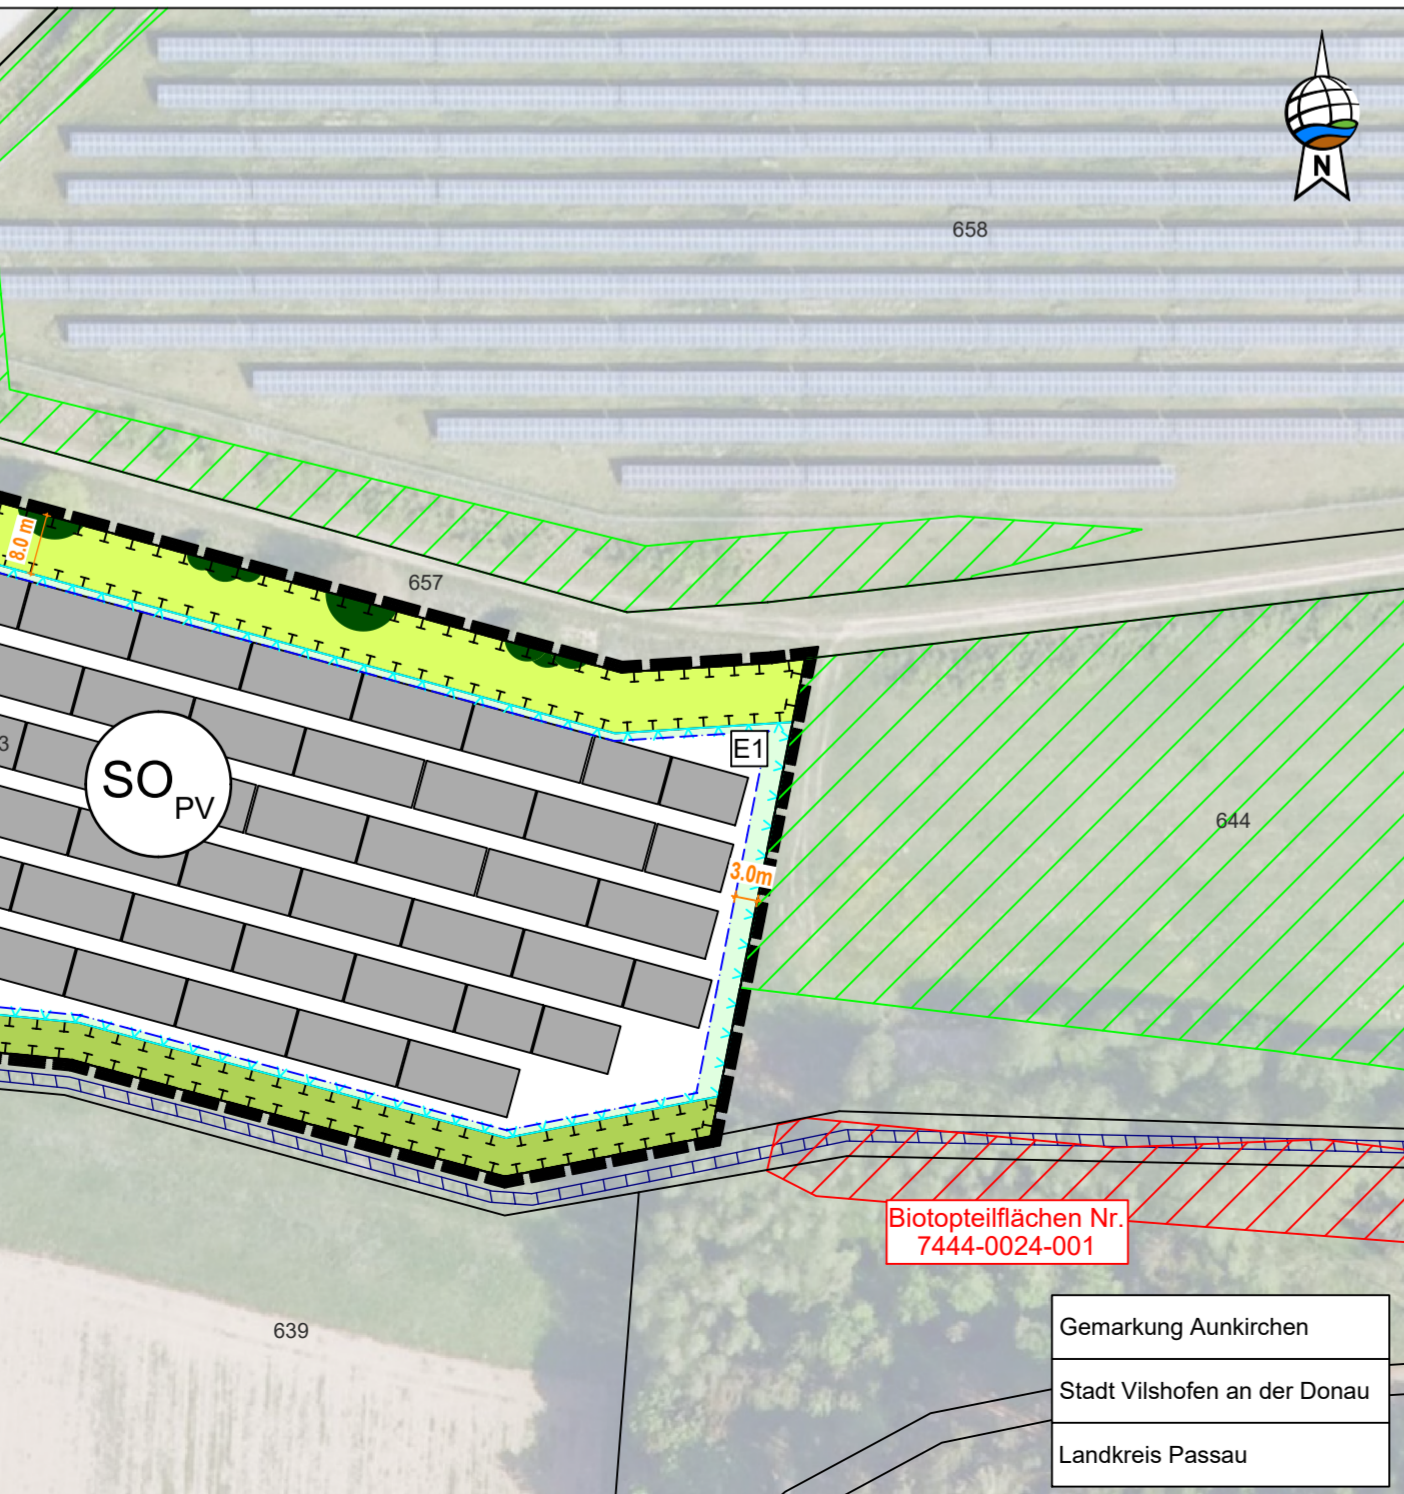 N
658
8.0 m
657
E1
3
SO
PV
644
3.0m
Biotopteilflächen Nr.
7444-0024-001
639
Gemarkung Aunkirchen
Stadt Vilshofen an der Donau
Landkreis Passau